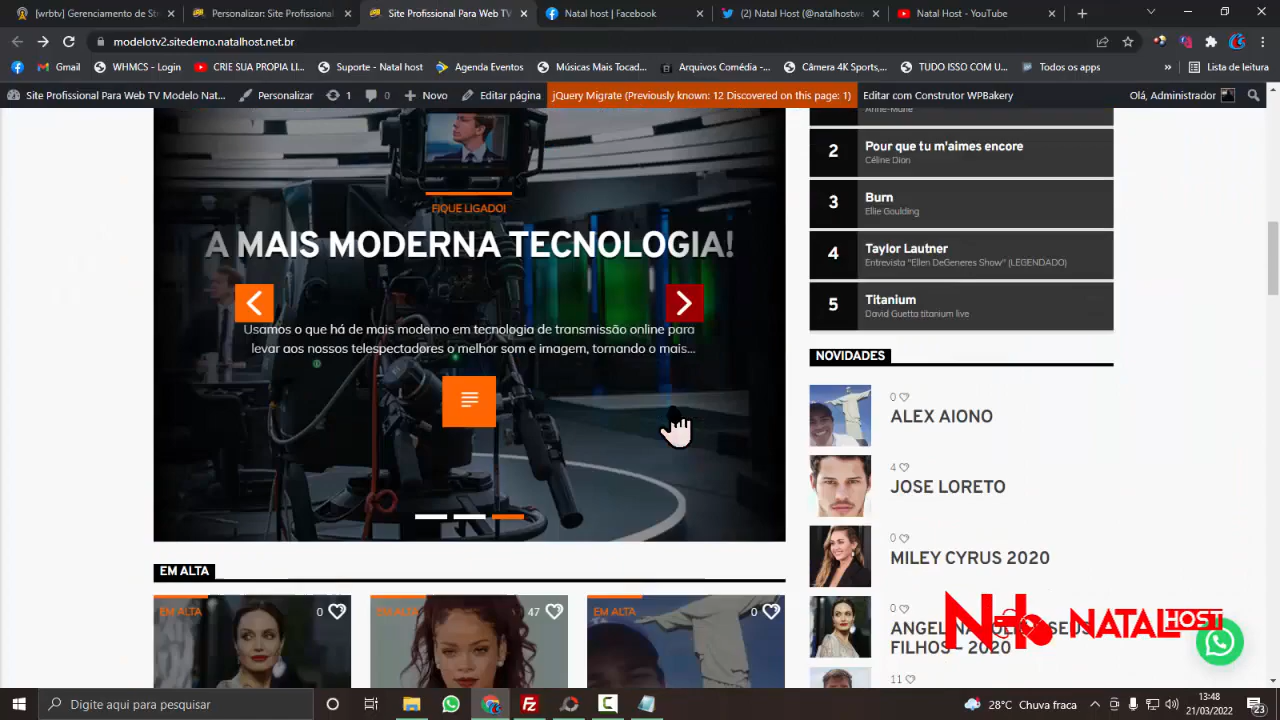 [wrbtv] Gerenciamento de Str
Personalizar: Site Profissional
Site Profissional Para Web TV M
Natal host | Facebook
(2) Natal Host (@natalhostwe
Natal Host - YouTube
modelotv2.sitedemo.natalhost.net.br
Gmail
WHMCS - Login
CRIE SUA PROPIA LI...
Suporte - Natal host
Agenda Eventos
Músicas Mais Tocad...
Arquivos Comédia -...
Câmera 4K Sports,...
TUDO ISSO COM U...
Todos os apps
»
Lista de leitura
Site Profissional Para Web TV Modelo Nat...
Personalizar
1
0
Novo
Editar página
jQuery Migrate (Previously known: 12 Discovered on this page: 1)
Editar com Construtor WPBakery
Olá, Administrador
FIQUE LIGADO!
A MAIS MODERNA TECNOLOGIA!
Usamos o que há de mais moderno em tecnologia de transmissão online para
levar aos nossos telespectadores o melhor som e imagem, tornando o mais...
EM ALTA
EM ALTA
0
EM ALTA
47
EM ALTA
0
Anne-Marie
2
Pour que tu m'aimes encore
Céline Dion
3
Burn
Ellie Goulding
4
Taylor Lautner
Entrevista "Ellen DeGeneres Show" (LEGENDADO)
5
Titanium
David Guetta titanium live
NOVIDADES
0
ALEX AIONO
4
JOSE LORETO
0
MILEY CYRUS 2020
0
FILHOS – 2020
11
NATAL HOST
Digite aqui para pesquisar
28°C Chuva fraca
13:48
21/03/2022
23